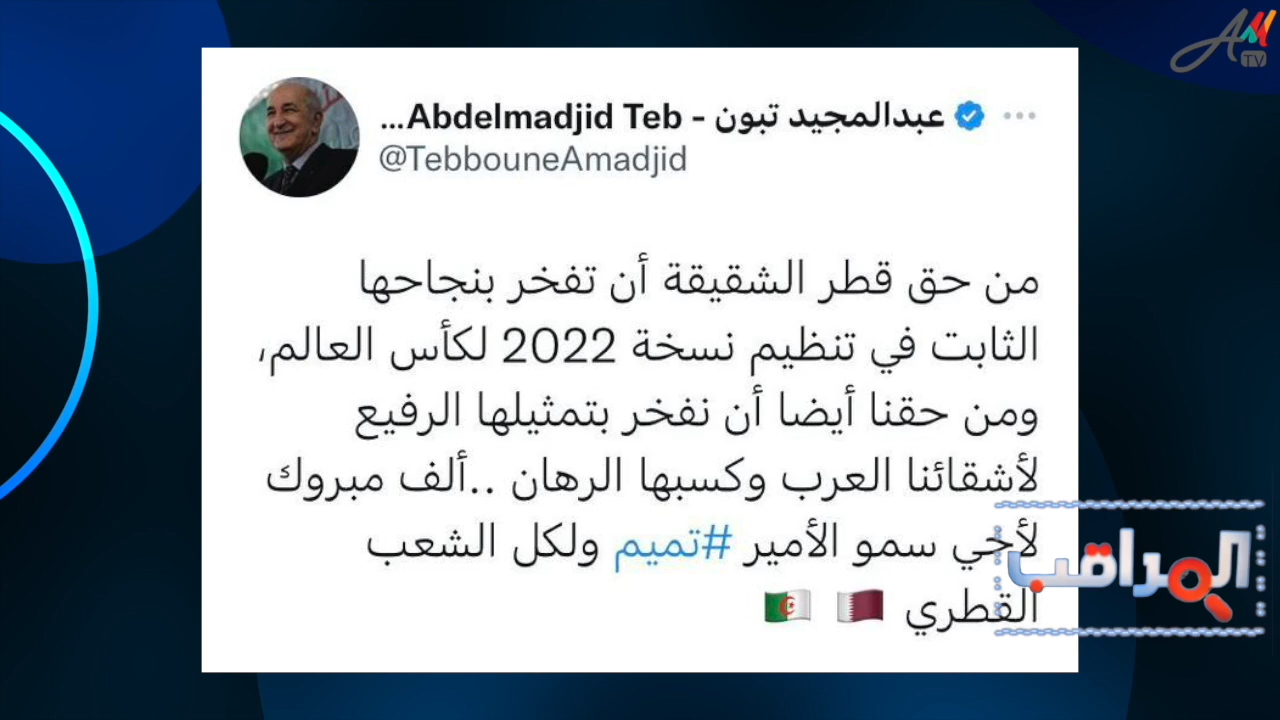 AM TV
عبدالمجيد تبون - Abdelmadjid Teb...
@TebbouneAmadjid
من حق قطر الشقيقة أن تفخر بنجاحها
الثابت في تنظيم نسخة 2022 لكأس العالم،
ومن حقنا أيضا أن نفخر بتمثيلها الرفيع
لأشقائنا العرب وكسبها الرهان ..ألف مبروك
لأخي سمو الأمير #تميم ولكل الشعب
القطري 🇶🇦 🇩🇿
المراقب